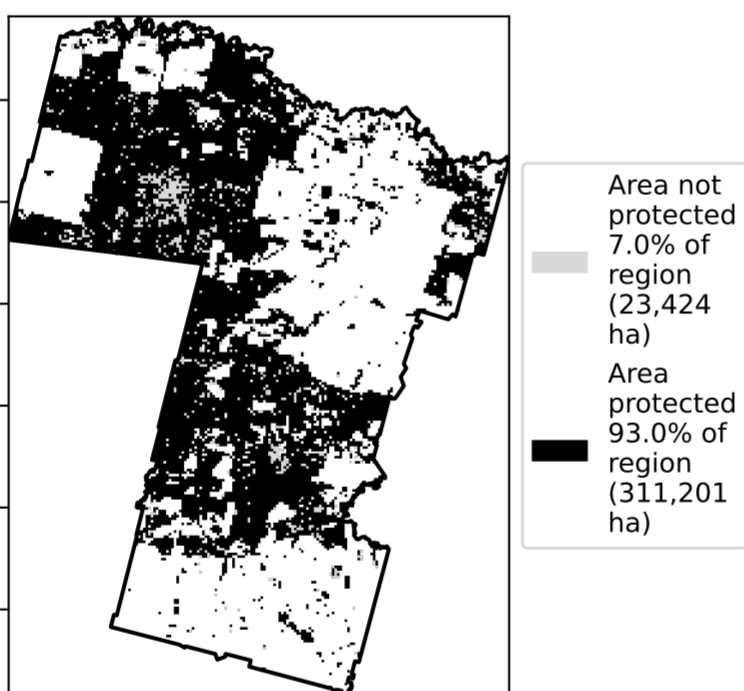 Area not
protected
7.0% of
region
(23,424
ha)
Area
protected
93.0% of
region
(311,201
ha)